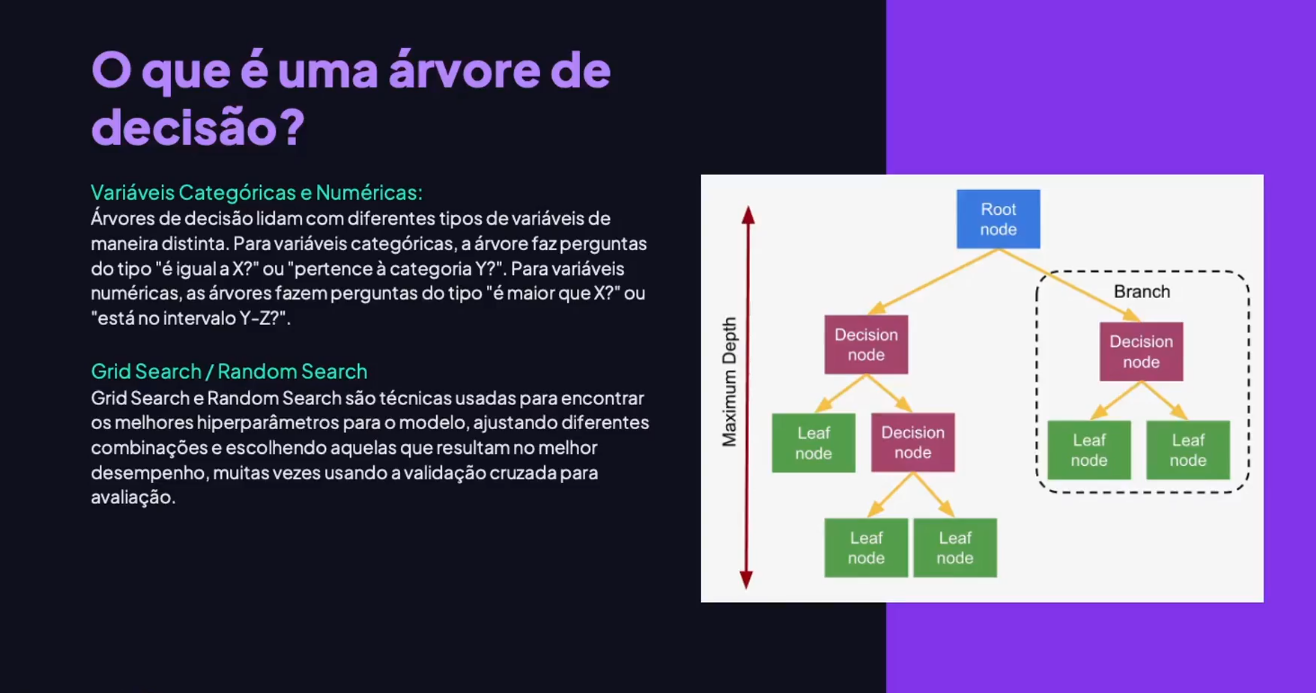 O que é uma árvore de
decisão?
Variáveis Categóricas e Numéricas:
Árvores de decisão lidam com diferentes tipos de variáveis de
maneira distinta. Para variáveis categóricas, a árvore faz perguntas
do tipo "é igual a X?" ou "pertence à categoria Y?". Para variáveis
numéricas, as árvores fazem perguntas do tipo "é maior que X?" ou
"está no intervalo Y-Z?".
Grid Search / Random Search
Grid Search e Random Search são técnicas usadas para encontrar
os melhores hiperparâmetros para o modelo, ajustando diferentes
combinações e escolhendo aquelas que resultam no melhor
desempenho, muitas vezes usando a validação cruzada para
avaliação.
Maximum Depth
Root
node
Branch
Decision
node
Decision
node
Leaf
node
Decision
node
Leaf
node
Leaf
node
Leaf
node
Leaf
node